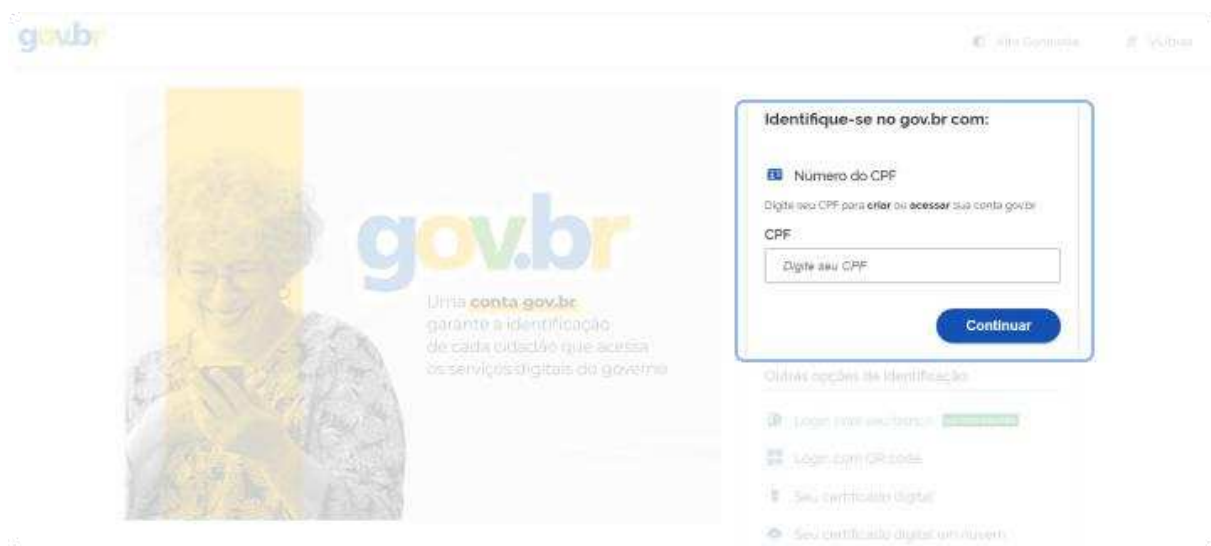 gov.br
Alto Contraste
VLibras
gov.br
Uma conta gov.br
garante a identificação
de cada cidadão que acessa
os serviços digitais do governo
Identifique-se no gov.br com:
Número do CPF
Digite seu CPF para criar ou acessar sua conta gov.br
CPF
Digite seu CPF
Continuar
Outras opções de identificação:
Login com seu banco
Login com QR code
Seu certificado digital
Seu certificado digital em nuvem